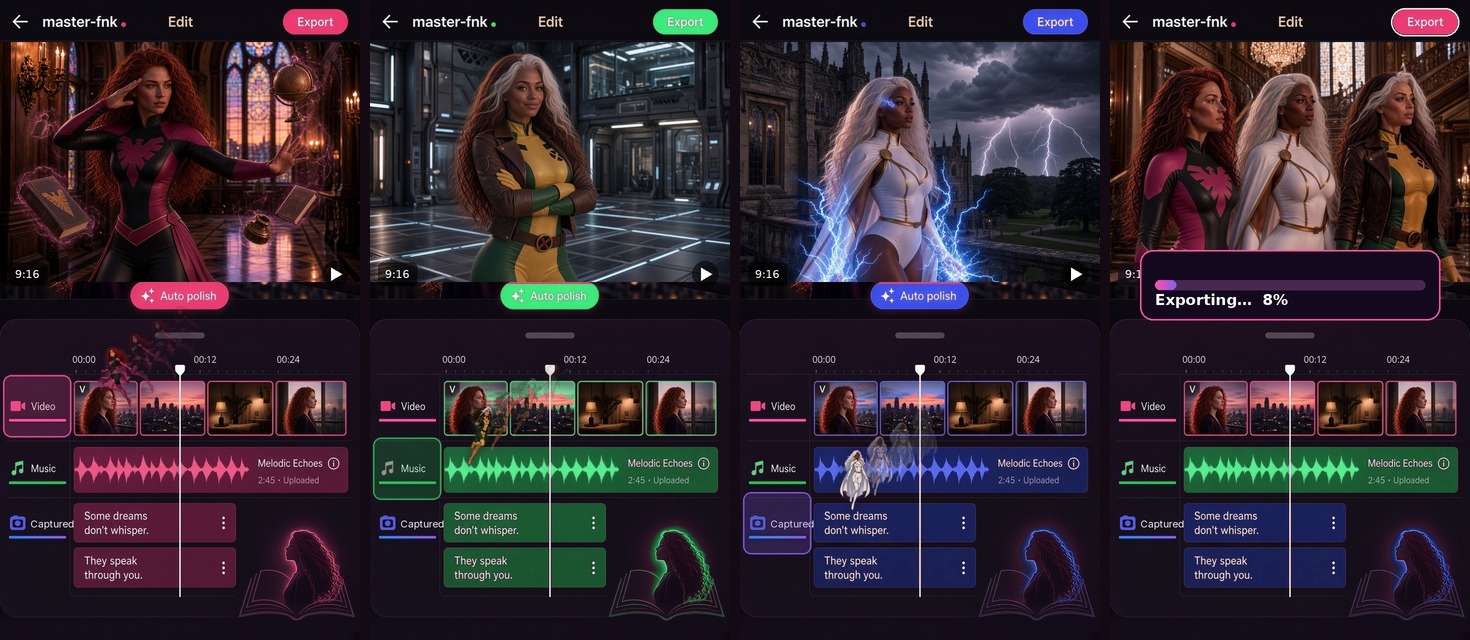 master-fnk
Edit
Export
9:16
Auto polish
00:00
00:12
00:24
Video
V
Music
Melodic Echoes
2:45 • Uploaded
Captured
Some dreams
don't whisper.
They speak
through you.
master-fnk
Edit
Export
9:16
Auto polish
00:00
00:12
00:24
Video
V
Music
Melodic Echoes
2:45 • Uploaded
Captured
Some dreams
don't whisper.
They speak
through you.
master-fnk
Edit
Export
9:16
Auto polish
00:00
00:12
00:24
Video
V
Music
Melodic Echoes
2:45 • Uploaded
Captured
Some dreams
don't whisper.
They speak
through you.
master-fnk
Edit
Export
9:1
Exporting... 8%
00:00
00:12
00:24
Video
V
Music
Melodic Echoes
2:45 • Uploaded
Captured
Some dreams
don't whisper.
They speak
through you.